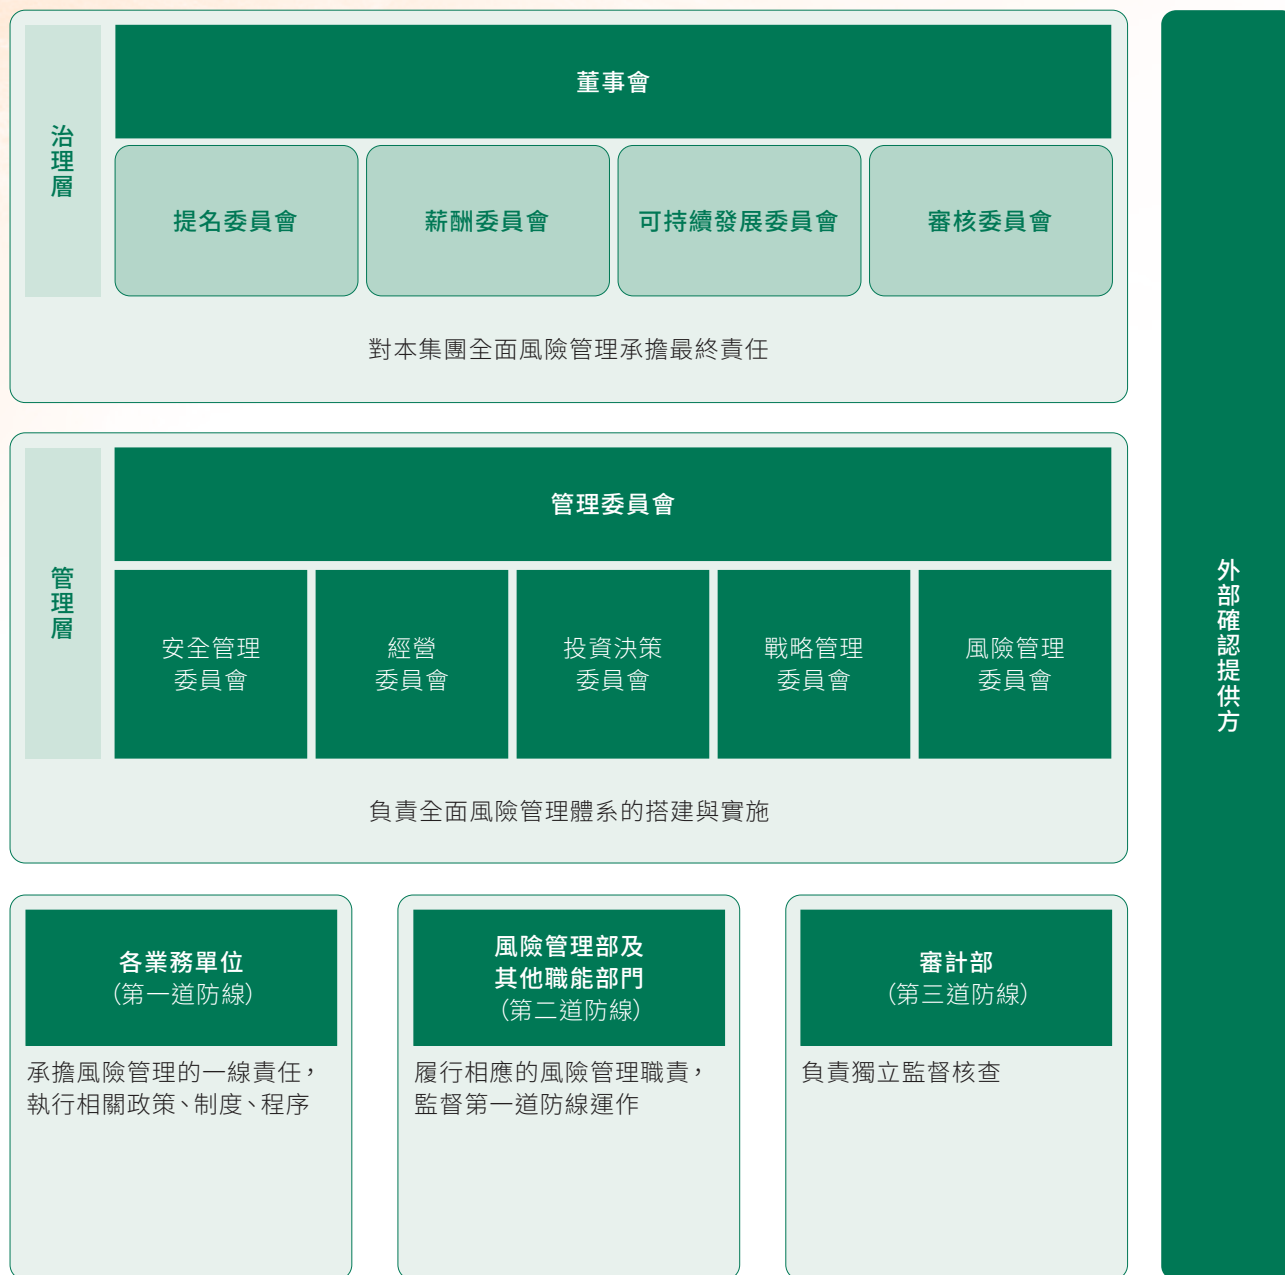 治理層
董事會
提名委員會
薪酬委員會
可持續發展委員會
審核委員會
對本集團全面風險管理承擔最終責任
管理層
管理委員會
安全管理
委員會
經營
委員會
投資決策
委員會
戰略管理
委員會
風險管理
委員會
負責全面風險管理體系的搭建與實施
各業務單位
（第一道防線）
承擔風險管理的一線責任，
執行相關政策、制度、程序
風險管理部及
其他職能部門
（第二道防線）
履行相應的風險管理職責，
監督第一道防線運作
審計部
（第三道防線）
負責獨立監督核查
外部確認提供方